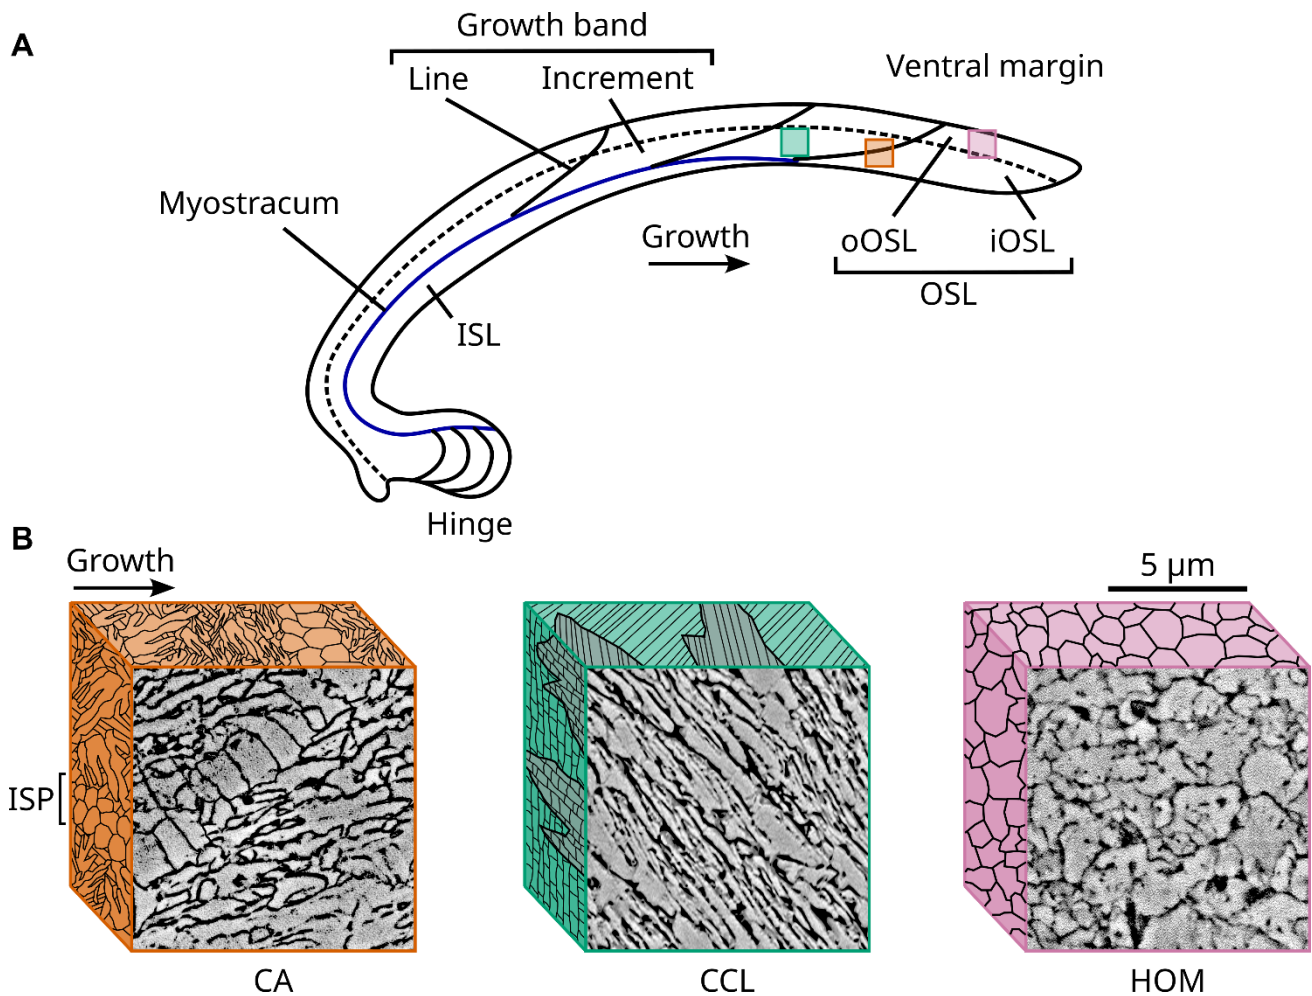 A
Growth band
Line
Increment
Ventral margin
Myostracum
Growth
oOSL
iOSL
OSL
ISL
Hinge
B
Growth
5 µm
ISP
CA
CCL
HOM